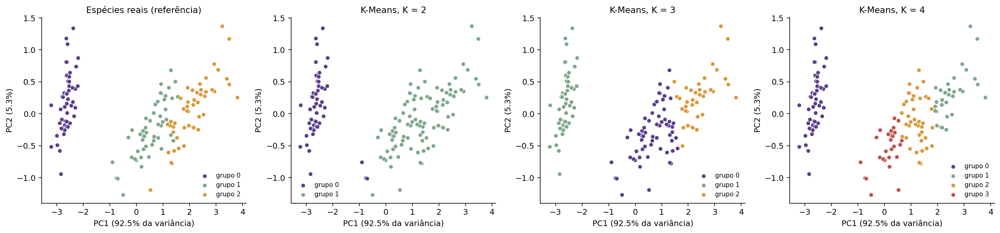 Espécies reais (referência)
1.5
1.0
0.5
0.0
−0.5
−1.0
PC2 (5.3%)
grupo 0
grupo 1
grupo 2
−3 −2 −1 0 1 2 3 4
PC1 (92.5% da variância)
K-Means, K = 2
1.5
1.0
0.5
0.0
−0.5
−1.0
PC2 (5.3%)
grupo 0
grupo 1
−3 −2 −1 0 1 2 3 4
PC1 (92.5% da variância)
K-Means, K = 3
1.5
1.0
0.5
0.0
−0.5
−1.0
PC2 (5.3%)
grupo 0
grupo 1
grupo 2
−3 −2 −1 0 1 2 3 4
PC1 (92.5% da variância)
K-Means, K = 4
1.5
1.0
0.5
0.0
−0.5
−1.0
PC2 (5.3%)
grupo 0
grupo 1
grupo 2
grupo 3
−3 −2 −1 0 1 2 3 4
PC1 (92.5% da variância)